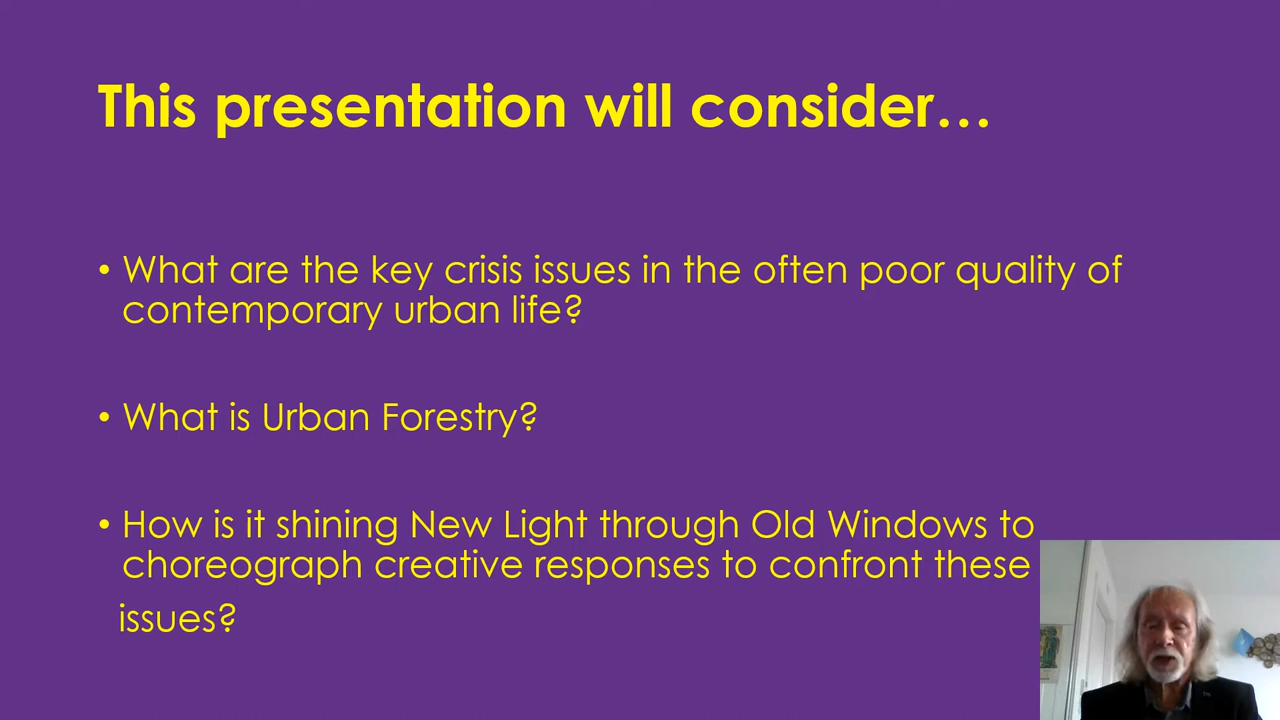 This presentation will consider…
• What are the key crisis issues in the often poor quality of
contemporary urban life?
• What is Urban Forestry?
• How is it shining New Light through Old Windows to
choreograph creative responses to confront these
issues?